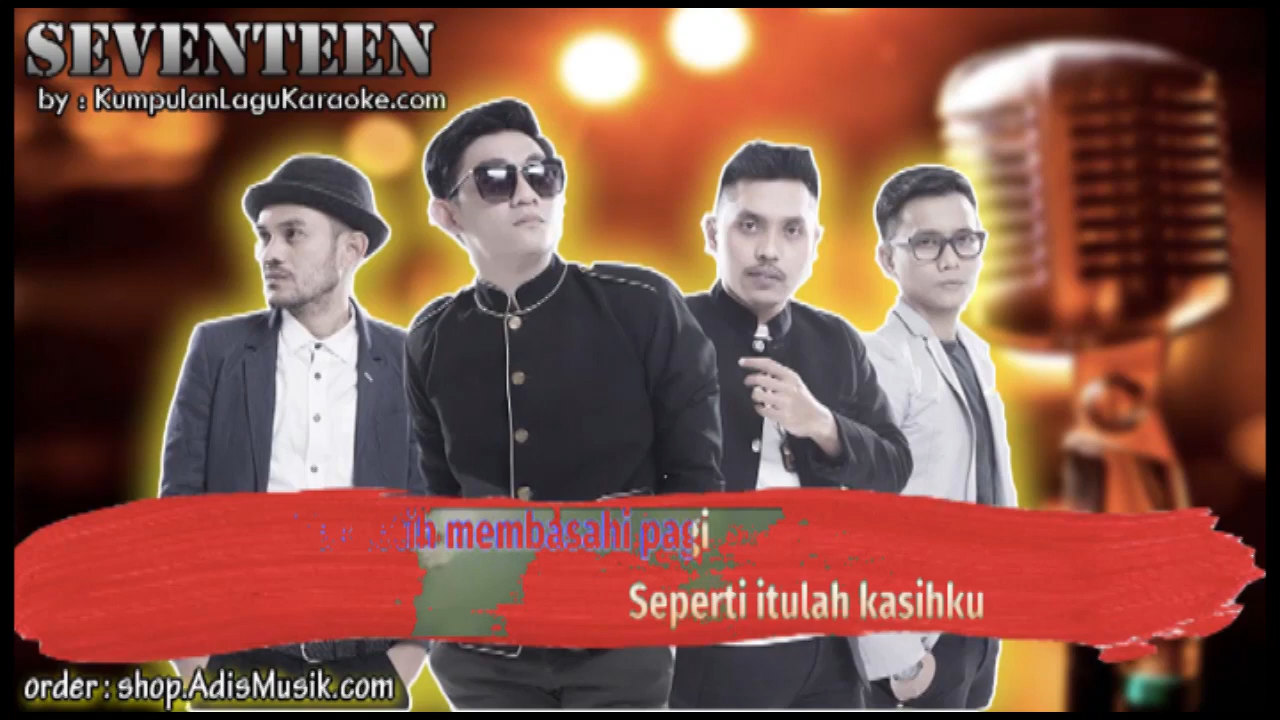 SEVENTEEN
by : KumpulanLaguKaraoke.com
membasahi pagi
Seperti itulah kasihku
order : shop.AdisMusik.com